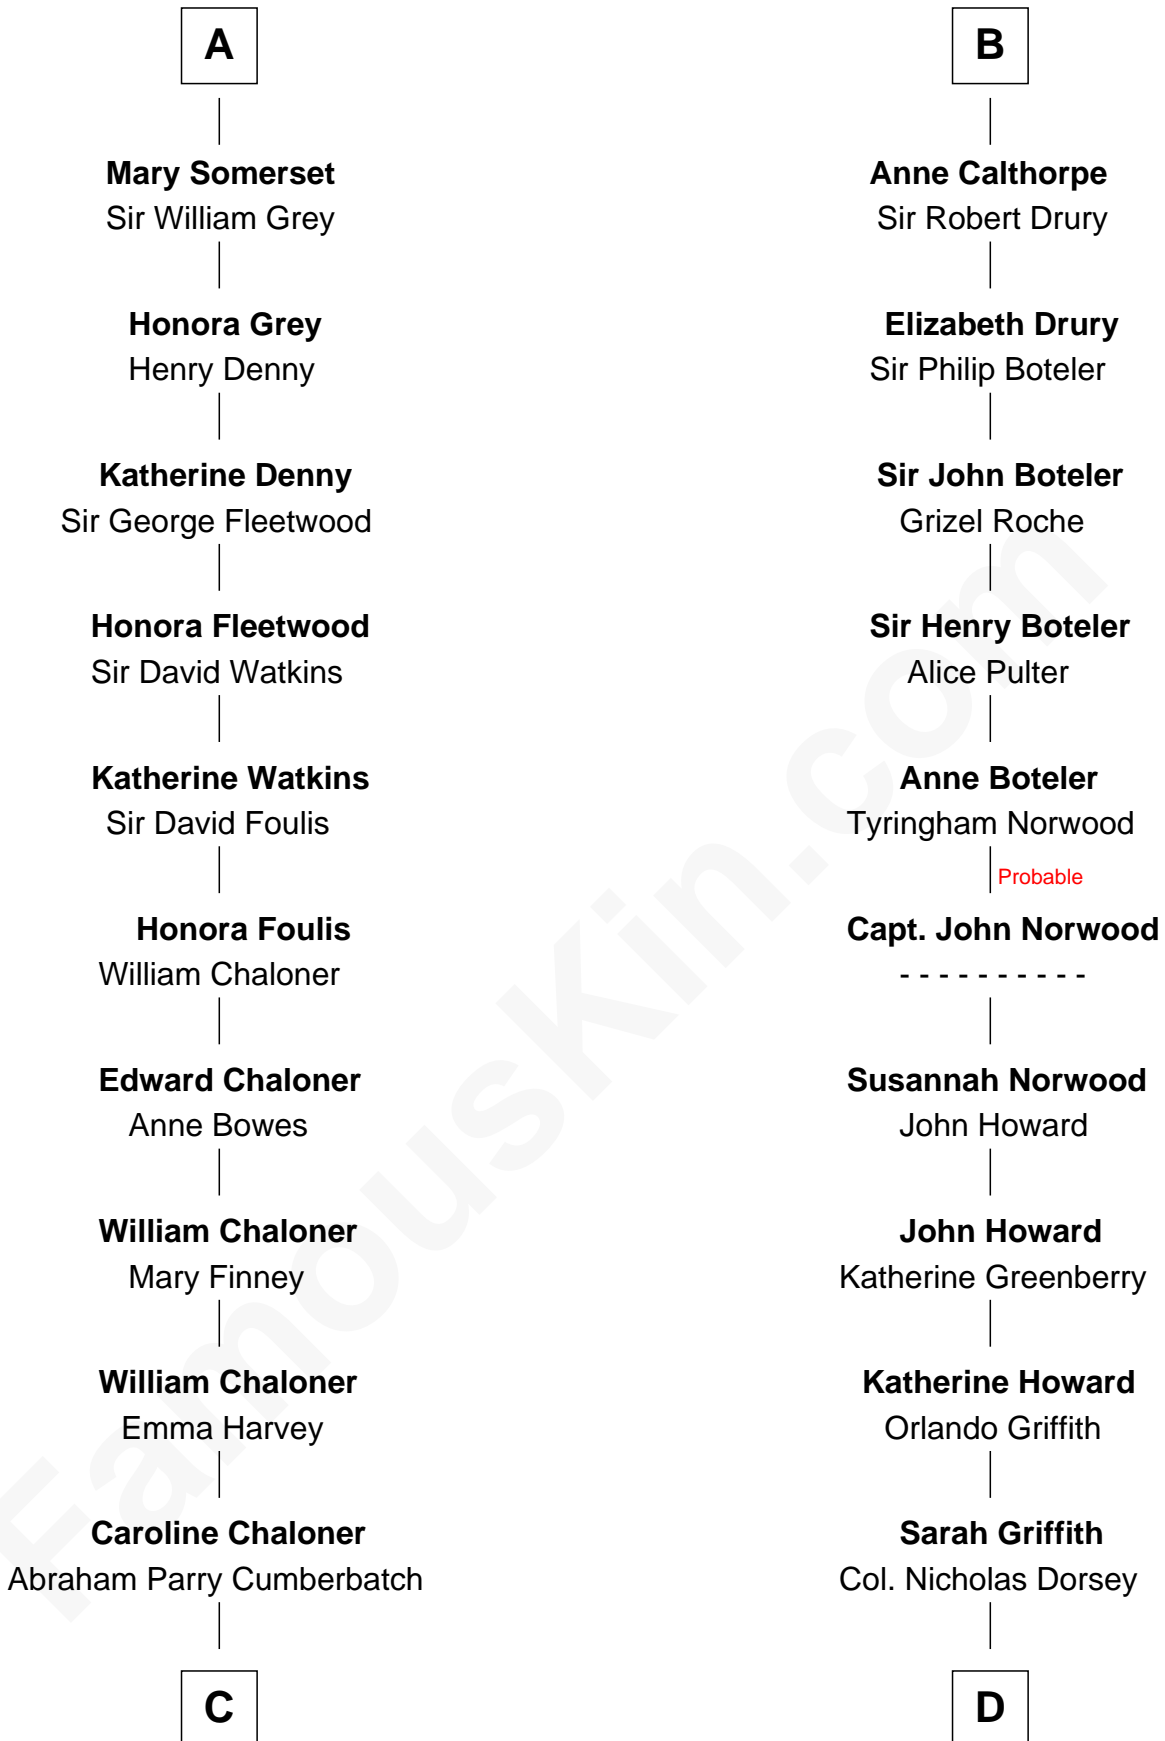 A
Mary Somerset
Sir William Grey
Honora Grey
Henry Denny
Katherine Denny
Sir George Fleetwood
Honora Fleetwood
Sir David Watkins
Katherine Watkins
Sir David Foulis
Honora Foulis
William Chaloner
Edward Chaloner
Anne Bowes
William Chaloner
Mary Finney
William Chaloner
Emma Harvey
Caroline Chaloner
Abraham Parry Cumberbatch
C
B
Anne Calthorpe
Sir Robert Drury
Elizabeth Drury
Sir Philip Boteler
Sir John Boteler
Grizel Roche
Sir Henry Boteler
Alice Pulter
Anne Boteler
Tyringham Norwood
Probable
Capt. John Norwood
- - - - - - - - - -
Susannah Norwood
John Howard
John Howard
Katherine Greenberry
Katherine Howard
Orlando Griffith
Sarah Griffith
Col. Nicholas Dorsey
D
FamousKin.com